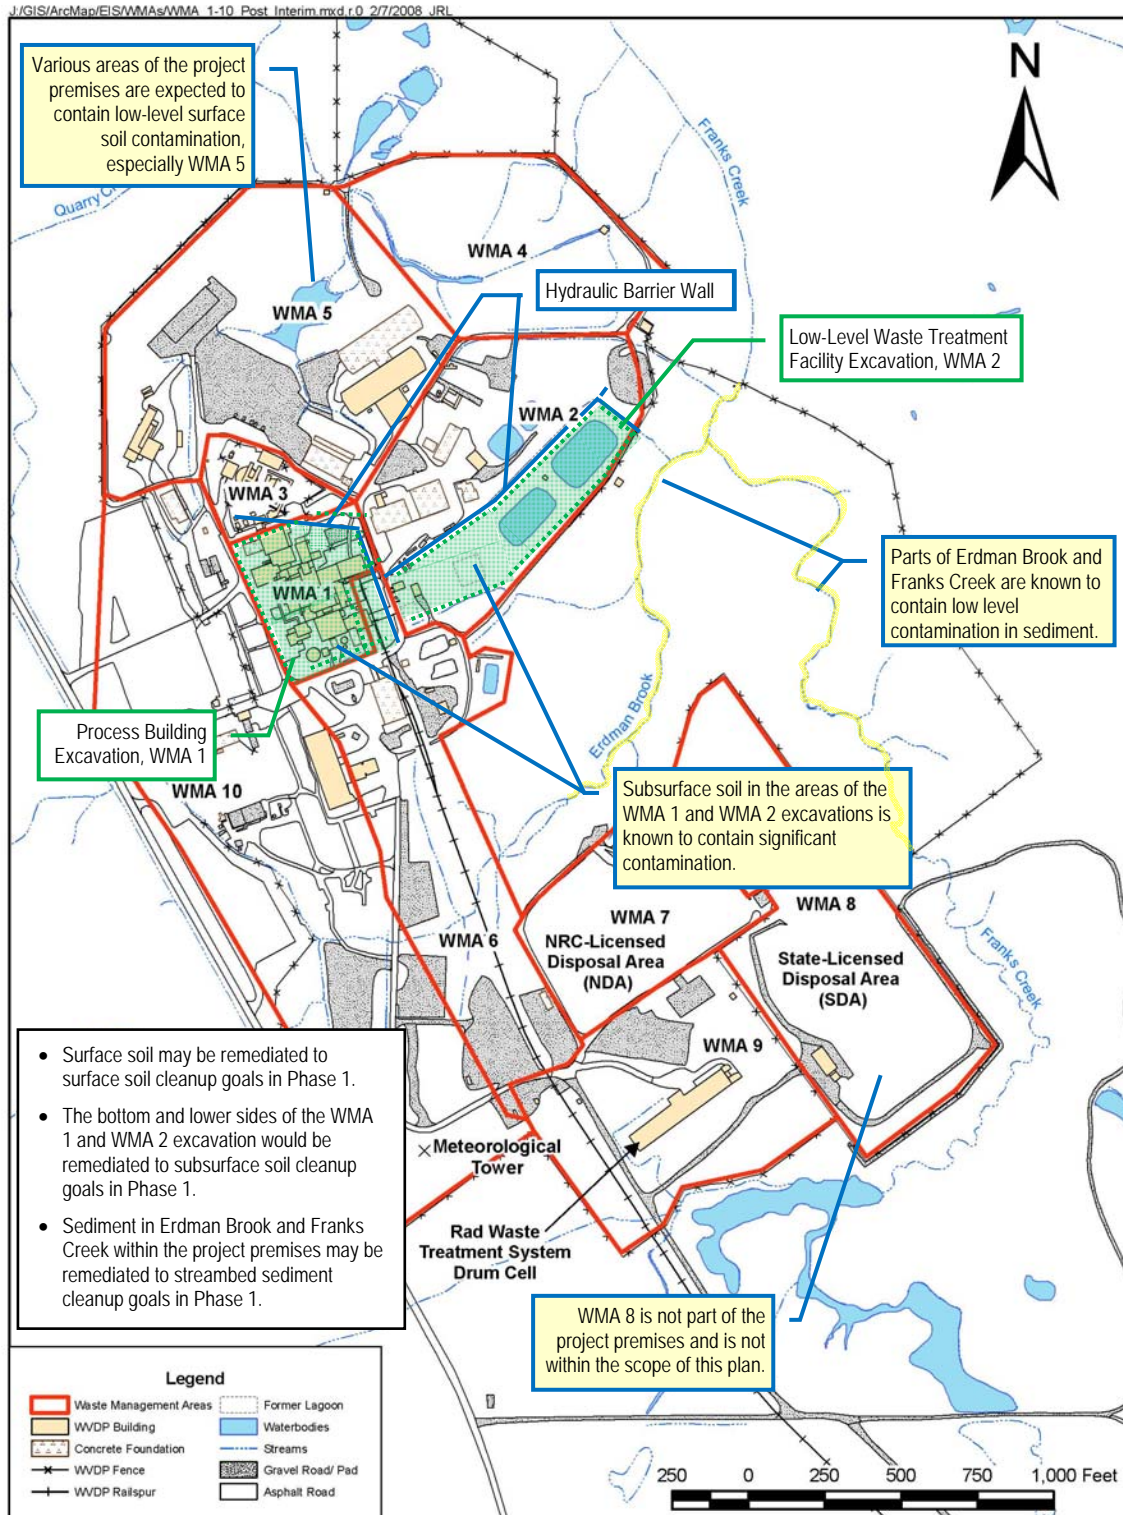 J:/GIS/ArcMap/EIS/WMAs/WMA_1-10_Post_Interim.mxd.r.0_2/7/2008_JRL
Various areas of the project
premises are expected to
contain low-level surface
soil contamination,
especially WMA 5
N
Franks Creek
WMA 4
Hydraulic Barrier Wall
WMA 5
Low-Level Waste Treatment
Facility Excavation, WMA 2
WMA 2
WMA 3
Parts of Erdman Brook and
Franks Creek are known to
contain low level
contamination in sediment.
WMA 1
Erdman Brook
Process Building
Excavation, WMA 1
WMA 10
Subsurface soil in the areas of the
WMA 1 and WMA 2 excavations is
known to contain significant
contamination.
WMA 8
WMA 7
NRC-Licensed
Disposal Area
(NDA)
WMA 6
State-Licensed
Disposal Area
(SDA)
Franks Creek
WMA 9
• Surface soil may be remediated to
surface soil cleanup goals in Phase 1.
• The bottom and lower sides of the WMA
1 and WMA 2 excavation would be
remediated to subsurface soil cleanup
goals in Phase 1.
• Sediment in Erdman Brook and Franks
Creek within the project premises may be
remediated to streambed sediment
cleanup goals in Phase 1.
Meteorological
Tower
Rad Waste
Treatment System
Drum Cell
WMA 8 is not part of the
project premises and is not
within the scope of this plan.
Legend
Waste Management Areas
Former Lagoon
WVDP Building
Waterbodies
Concrete Foundation
Streams
WVDP Fence
Gravel Road/ Pad
WVDP Railspur
Asphalt Road
250 0 250 500 750 1,000 Feet